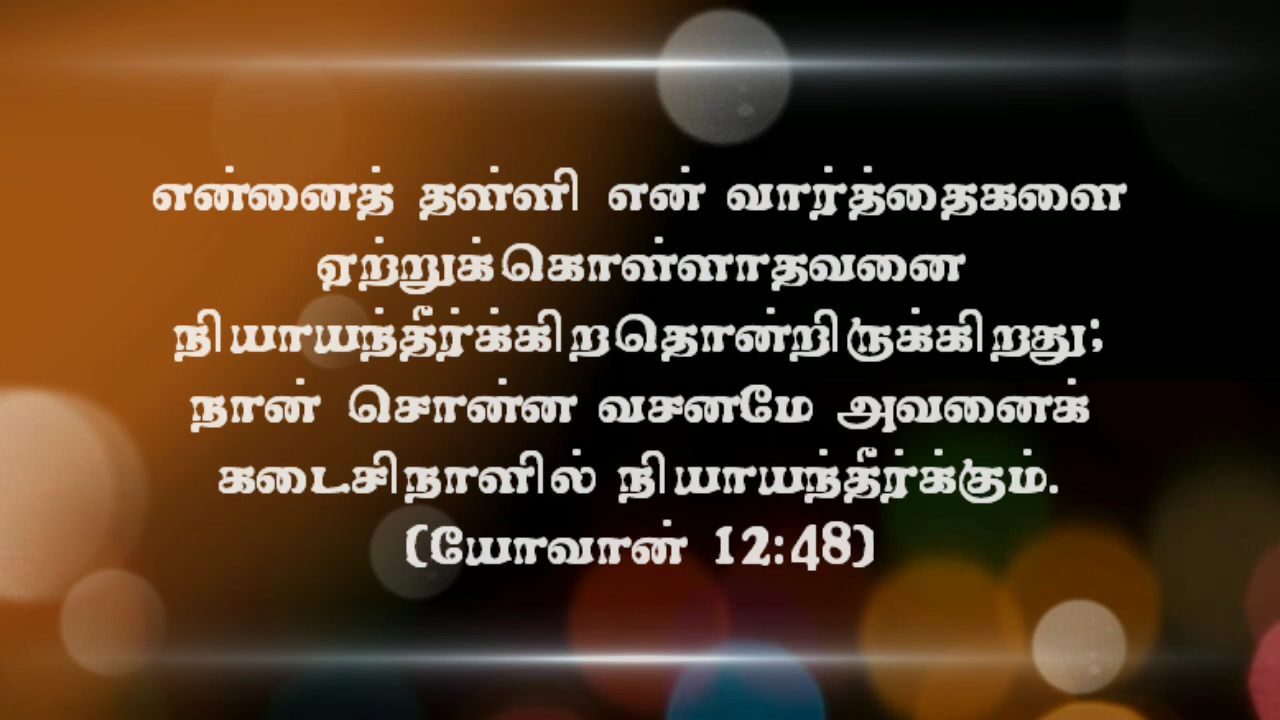 என்னைத் தள்ளி என் வார்த்தைகளை
ஏற்றுக்கொள்ளாதவனை
நியாயந்தீர்க்கிறதொன்றிருக்கிறது;
நான் சொன்ன வசனமே அவனைக்
கடைசிநாளில் நியாயந்தீர்க்கும்.
(யோவான் 12:48)